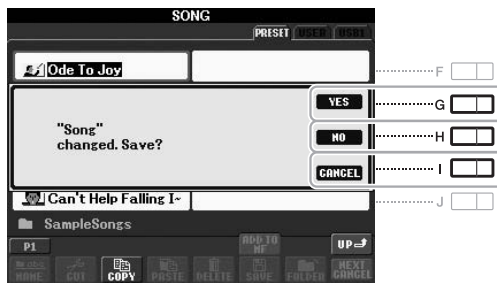 SONG
PRESET USER USB1
Ode To Joy
F
YES
G
"Song"
changed. Save?
NO
H
CANCEL
I
Can't Help Falling I~
J
SampleSongs
P1
ADD TO
MF
UP
NAME CUT COPY PASTE DELETE SAVE FOLDER NEXT
CANCEL